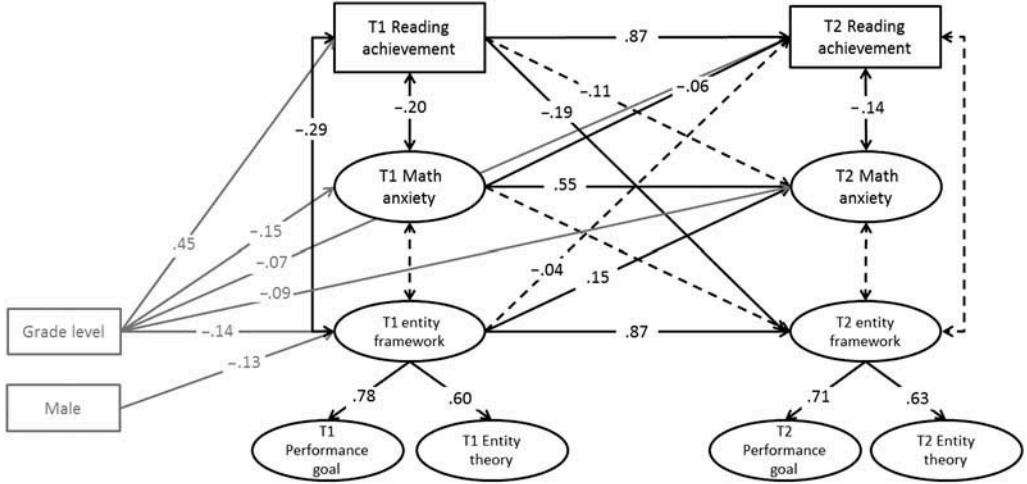 T1 Reading
achievement
T2 Reading
achievement
.87
−.11
−.06
−.20
−.19
−.14
−.29
T1 Math
anxiety
T2 Math
anxiety
.55
.45
−.15
−.07
−.09
−.04
.15
Grade level
−.14
T1 entity
framework
.87
T2 entity
framework
−.13
Male
.78
.60
.71
.63
T1
Performance
goal
T1 Entity
theory
T2
Performance
goal
T2 Entity
theory